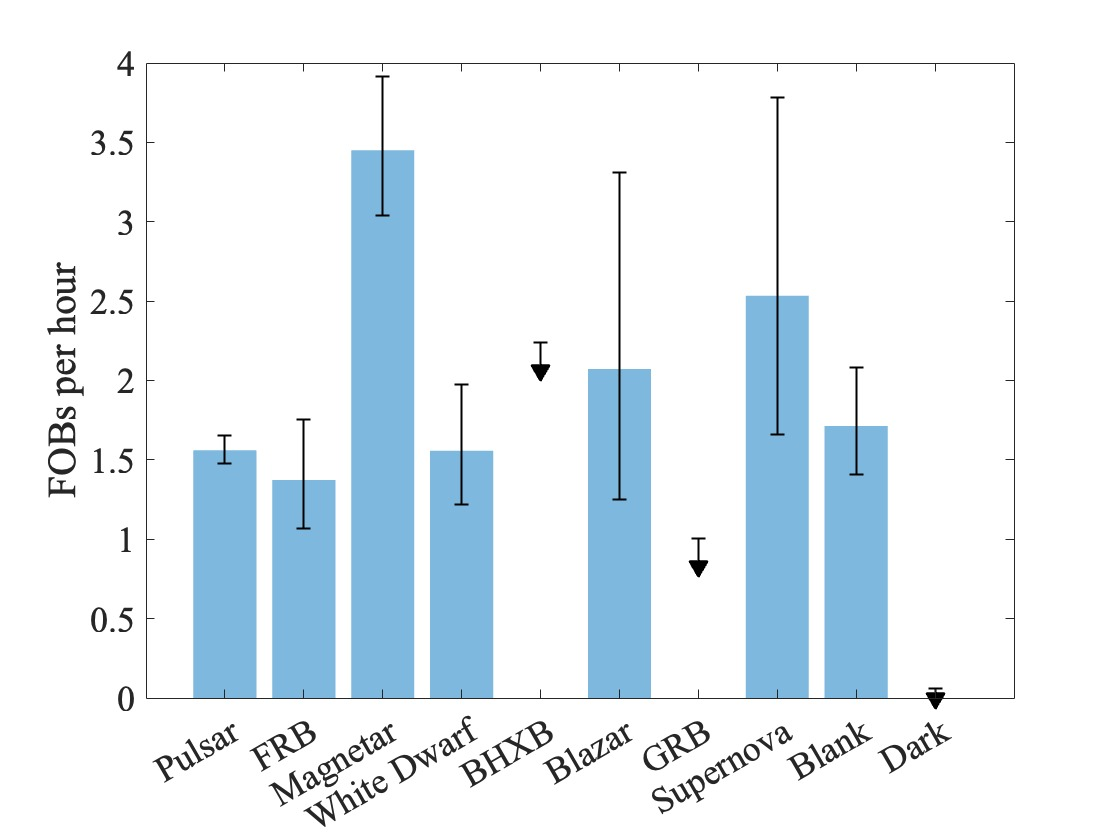 4
3.5
3
2.5
2
1.5
1
0.5
0
FOBs per hour
Pulsar
FRB
Magnetar
White Dwarf
BHXB
Blazar
GRB
Supernova
Blank
Dark